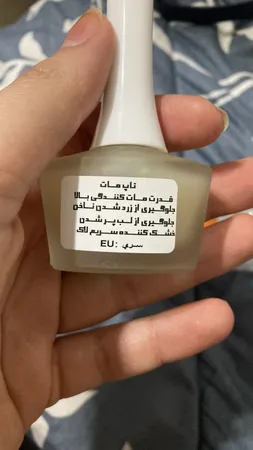 تاپ مات
قدرت مات کنندگی بالا
جلوگیری از زرد شدن ناخن
جلوگیری از لب پر شدن
خشک کننده سریع لاک
سري: EU